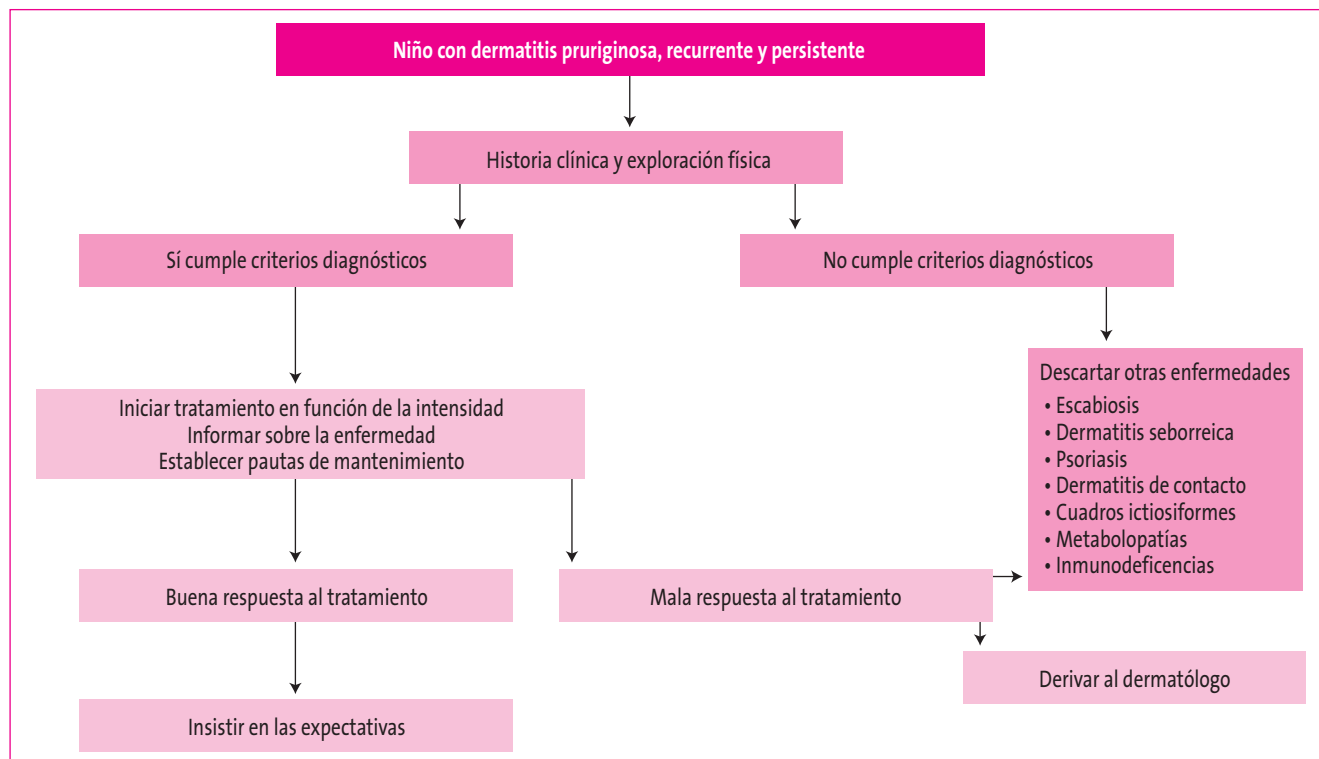 Niño con dermatitis pruriginosa, recurrente y persistente
Historia clínica y exploración física
Sí cumple criterios diagnósticos
No cumple criterios diagnósticos
Iniciar tratamiento en función de la intensidad
Informar sobre la enfermedad
Establecer pautas de mantenimiento
Descartar otras enfermedades
• Escabiosis
• Dermatitis seborreica
• Psoriasis
• Dermatitis de contacto
• Cuadros ictiosiformes
• Metabolopatías
• Inmunodeficencias
Buena respuesta al tratamiento
Mala respuesta al tratamiento
Derivar al dermatólogo
Insistir en las expectativas